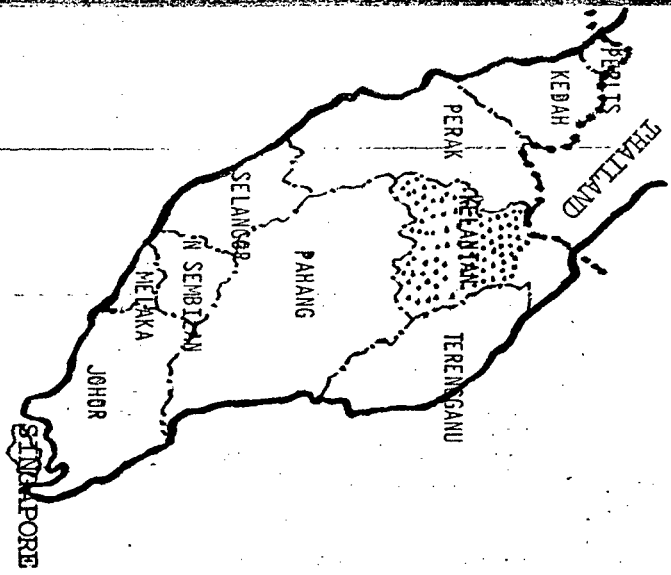 PERLIS
KEDAH
THAILAND
PERAK
KELANTAN
SELANGOR
PAHANG
TERENGGANU
N SEMBILAN
MELAKA
JOHOR
SINGAPORE